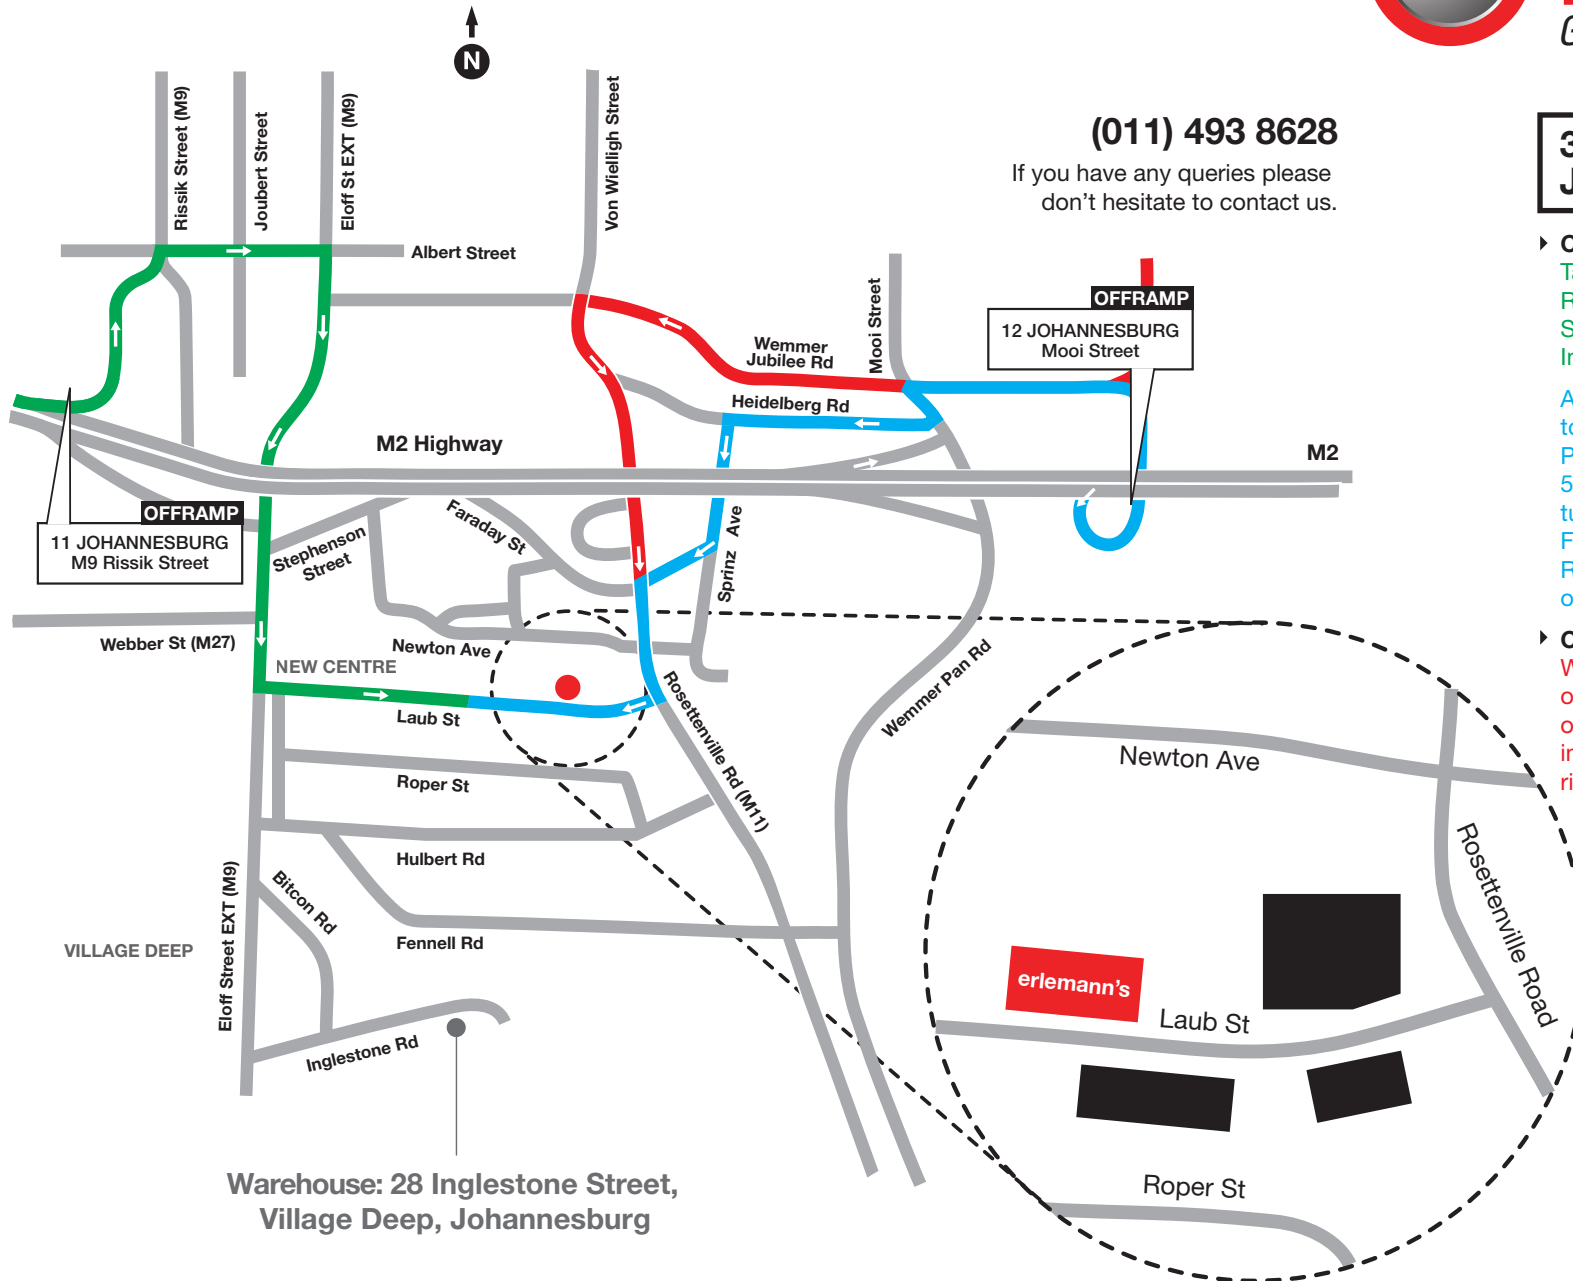 N
Rissik Street (M9)
Joubert Street
Eloff St EXT (M9)
Von Wielligh Street
(011) 493 8628
If you have any queries please
don't hesitate to contact us.
Albert Street
Mooi Street
OFFRAMP
12 JOHANNESBURG
Mooi Street
Wemmer
Jubilee Rd
Heidelberg Rd
M2 Highway
M2
OFFRAMP
11 JOHANNESBURG
M9 Rissik Street
Stephenson
Street
Faraday St
Sprinz Ave
Webber St (M27)
Newton Ave
NEW CENTRE
Laub St
Rosettenville Rd (M11)
Wemmer Pan Rd
Roper St
Hulbert Rd
Bitcon Rd
Fennell Rd
VILLAGE DEEP
Eloff Street EXT (M9)
Inglestone Rd
Warehouse: 28 Inglestone Street,
Village Deep, Johannesburg
Newton Ave
Rosettenville Road
erlemann's
Laub St
Roper St